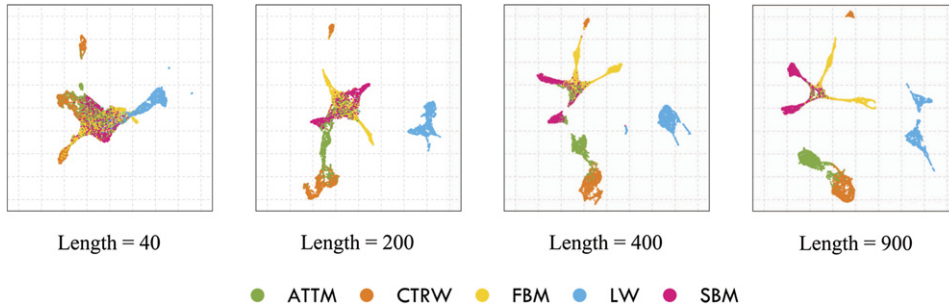 Length = 40 Length = 200 Length = 400 Length = 900
ATTM CTRW FBM LW SBM